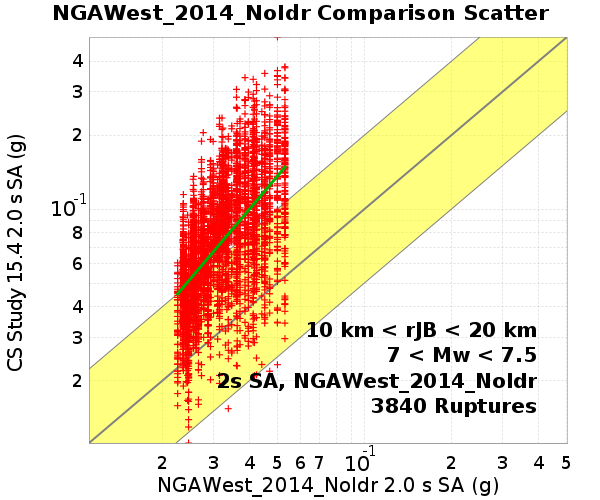 NGAWest_2014_NoIdr Comparison Scatter
4
3
2
10-1
8
6
4
3
2
CS Study 15.4 2.0 s SA (g)
10 km < rJB < 20 km
7 < Mw < 7.5
2s SA, NGAWest_2014_NoIdr
3840 Ruptures
2 3 4 5 6 7 10-1 2 3 4 5
NGAWest_2014_NoIdr 2.0 s SA (g)